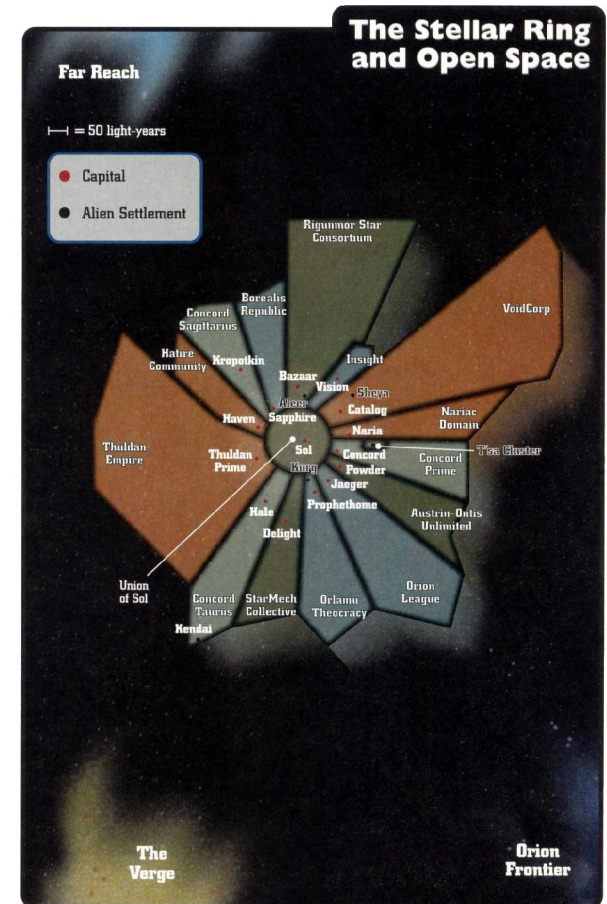 The Stellar Ring
and Open Space
Far Reach
= 50 light-years
Capital
Alien Settlement
Rigunmor Star
Consortium
Borealis
Republic
Concord
Sagittarius
VoidCorp
Hatire
Community
Kropotkin
Insight
Bazaar
Vision
Sheya
Aleer
Sapphire
Catalog
Haven
Naria
Nariac
Domain
Sol
T'sa Cluster
Thuldan
Empire
Thuldan
Prime
Concord
Concord
Prime
Kurg
Powder
Jaeger
Prophethome
Hale
Austrin-Ontis
Unlimited
Delight
Union
of Sol
Concord
Taurus
StarMech
Collective
Orlamu
Theocracy
Orion
League
Kendai
The
Verge
Orion
Frontier